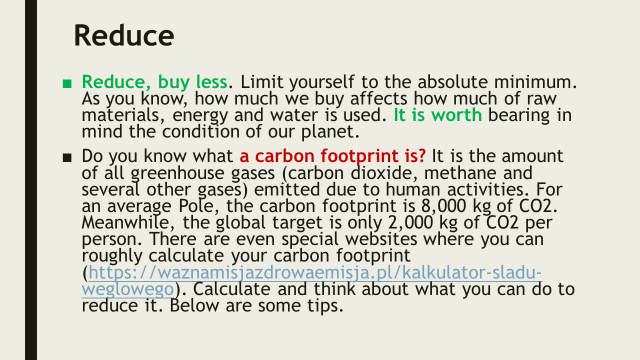 Reduce
▪ Reduce, buy less. Limit yourself to the absolute minimum.
As you know, how much we buy affects how much of raw
materials, energy and water is used. It is worth bearing in
mind the condition of our planet.
▪ Do you know what a carbon footprint is? It is the amount
of all greenhouse gases (carbon dioxide, methane and
several other gases) emitted due to human activities. For
an average Pole, the carbon footprint is 8,000 kg of CO2.
Meanwhile, the global target is only 2,000 kg of CO2 per
person. There are even special websites where you can
roughly calculate your carbon footprint
(https://waznamisjazdrowaemisja.pl/kalkulator-sladu-
weglowego). Calculate and think about what you can do to
reduce it. Below are some tips.